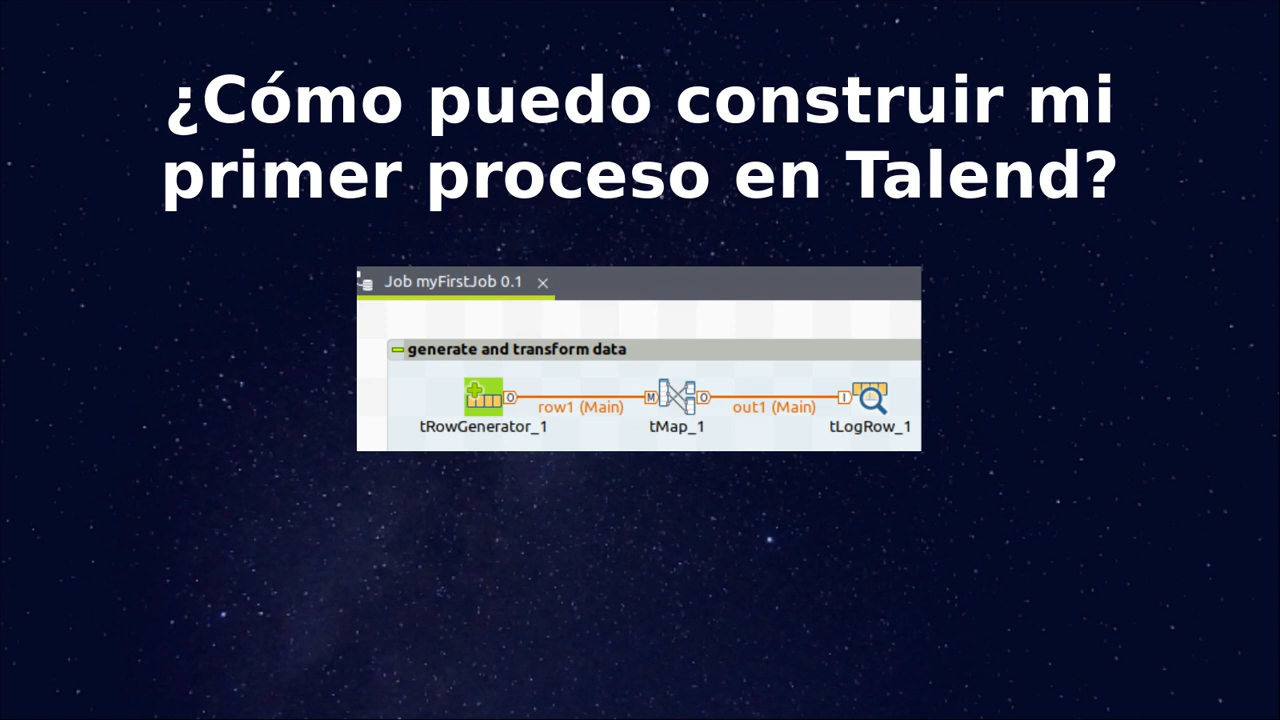 ¿Cómo puedo construir mi
primer proceso en Talend?
Job myFirstJob 0.1
generate and transform data
O row1 (Main) M O out1 (Main) I
tRowGenerator_1 tMap_1 tLogRow_1